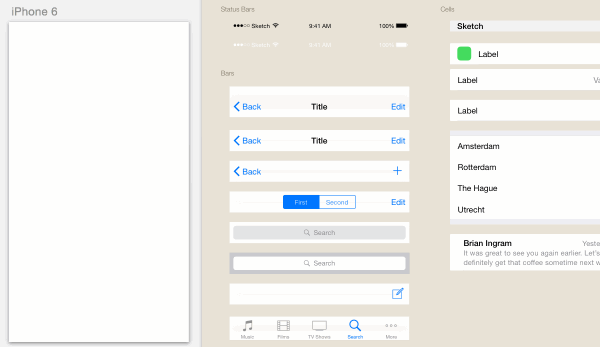 iPhone 6
Status Bars
Sketch 9:41 AM 100%
Sketch 9:41 AM 100%
Bars
Back Title Edit
Back Title Edit
Back
First Second Edit
Search
Search
Music Films TV Shows Search More
Cells
Sketch
Label
Label
Label
Amsterdam
Rotterdam
The Hague
Utrecht
Brian Ingram
It was great to see you again earlier. Let's
definitely get that coffee sometime next